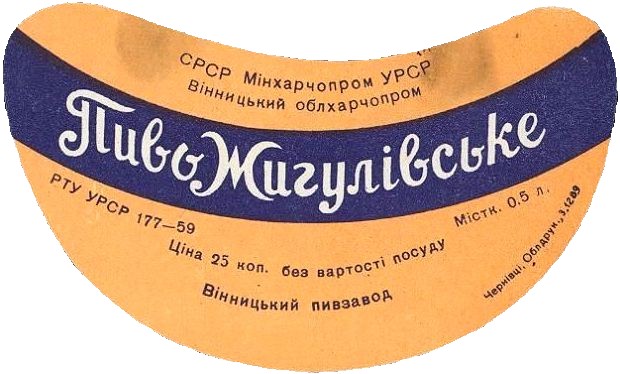 СРСР Мінхарчопром УРСР
Вінницький облхарчопром
Пиво Жигулівське
РТУ УРСР 177—59
Містк. 0,5 л.
Ціна 25 коп. без вартості посуду
Вінницький пивзавод
Чернівці, Облдрук., з. 1289